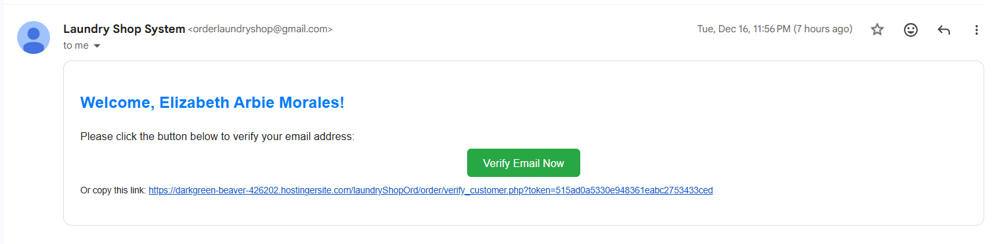 Laundry Shop System <orderlaundryshop@gmail.com>
Tue, Dec 16, 11:56 PM (7 hours ago)
to me
Welcome, Elizabeth Arbie Morales!
Please click the button below to verify your email address:
Verify Email Now
Or copy this link: https://darkgreen-beaver-426202.hostingersite.com/laundryShopOrd/order/verify_customer.php?token=515ad0a5330e948361eabc2753433ced